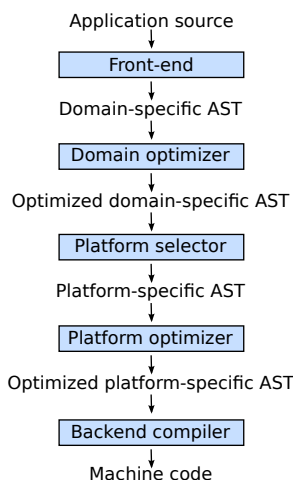 Application source
Front-end
Domain-specific AST
Domain optimizer
Optimized domain-specific AST
Platform selector
Platform-specific AST
Platform optimizer
Optimized platform-specific AST
Backend compiler
Machine code